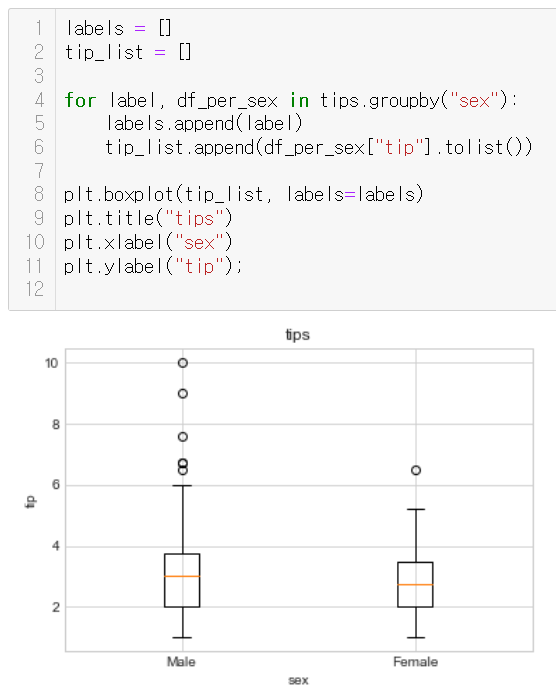 1 labels = []
2 tip_list = []
3
4 for label, df_per_sex in tips.groupby("sex"):
5     labels.append(label)
6     tip_list.append(df_per_sex["tip"].tolist())
7
8 plt.boxplot(tip_list, labels=labels)
9 plt.title("tips")
10 plt.xlabel("sex")
11 plt.ylabel("tip");
12
tips
10
8
6
4
2
tip
Male Female
sex